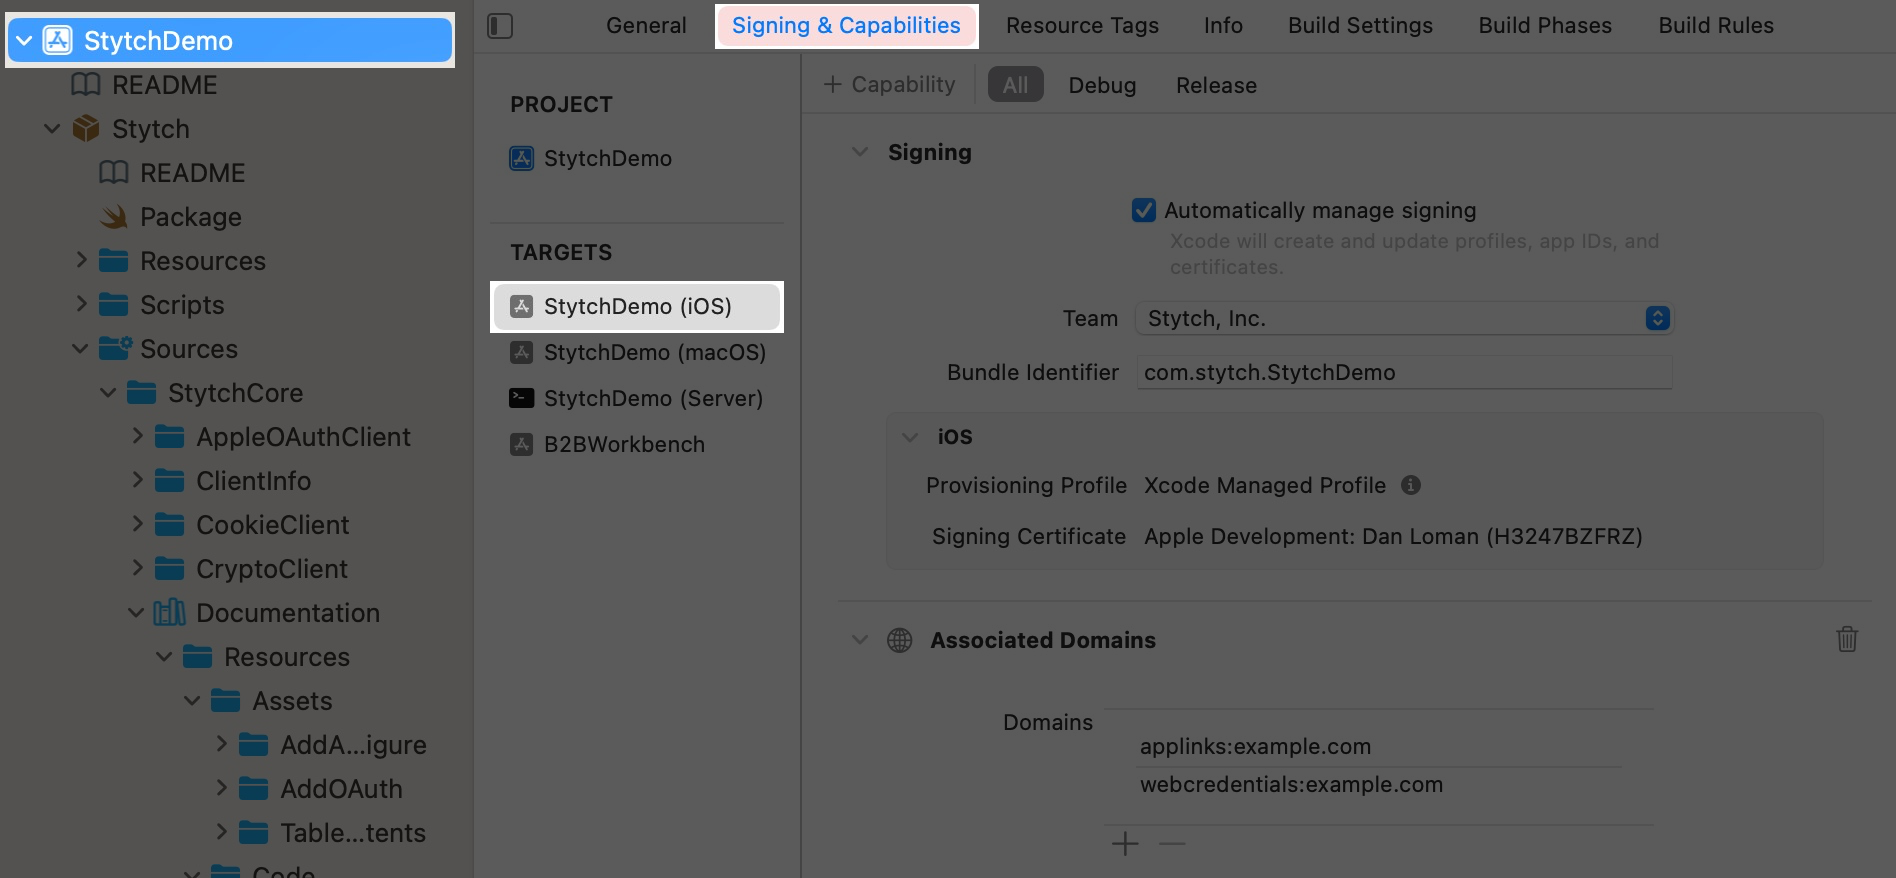 StytchDemo
README
Stytch
README
Package
Resources
Scripts
Sources
StytchCore
AppleOAuthClient
ClientInfo
CookieClient
CryptoClient
Documentation
Resources
Assets
AddA...igure
AddOAuth
Table...tents
Code
General
Signing & Capabilities
Resource Tags
Info
Build Settings
Build Phases
Build Rules
PROJECT
StytchDemo
TARGETS
StytchDemo (iOS)
StytchDemo (macOS)
StytchDemo (Server)
B2BWorkbench
+ Capability
All
Debug
Release
Signing
Automatically manage signing
Xcode will create and update profiles, app IDs, and
certificates.
Team Stytch, Inc.
Bundle Identifier com.stytch.StytchDemo
iOS
Provisioning Profile Xcode Managed Profile
Signing Certificate Apple Development: Dan Loman (H3247BZFRZ)
Associated Domains
Domains
applinks:example.com
webcredentials:example.com